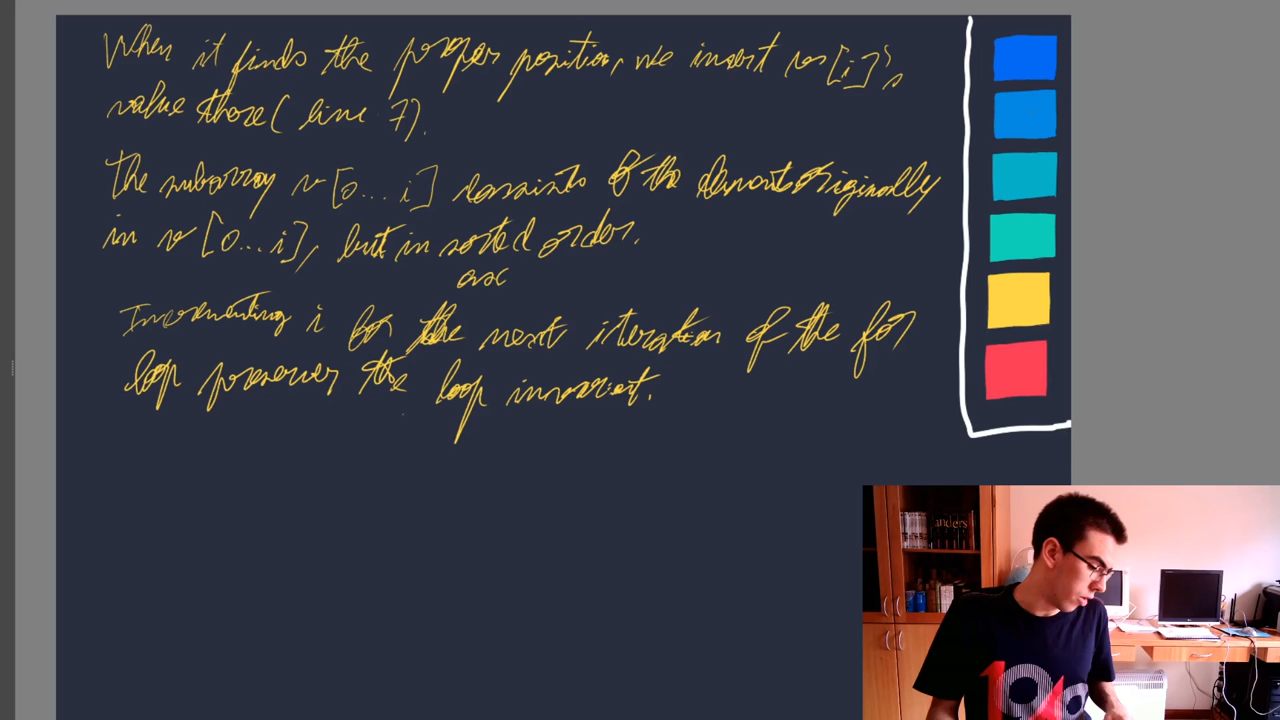 When it finds the proper position, we insert v[i]'s
value there (line 7).
The subarray v[0...i] consists of the elements originally
in v[0...i], but in sorted order.
asc
Incrementing i for the next iteration of the for
loop preserves the loop invariant.
anders